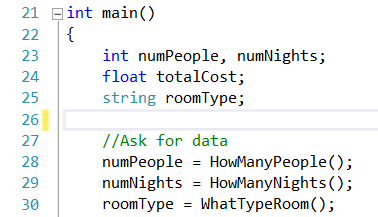 21 int main()
22 {
23 int numPeople, numNights;
24 float totalCost;
25 string roomType;
26
27 //Ask for data
28 numPeople = HowManyPeople();
29 numNights = HowManyNights();
30 roomType = WhatTypeRoom();